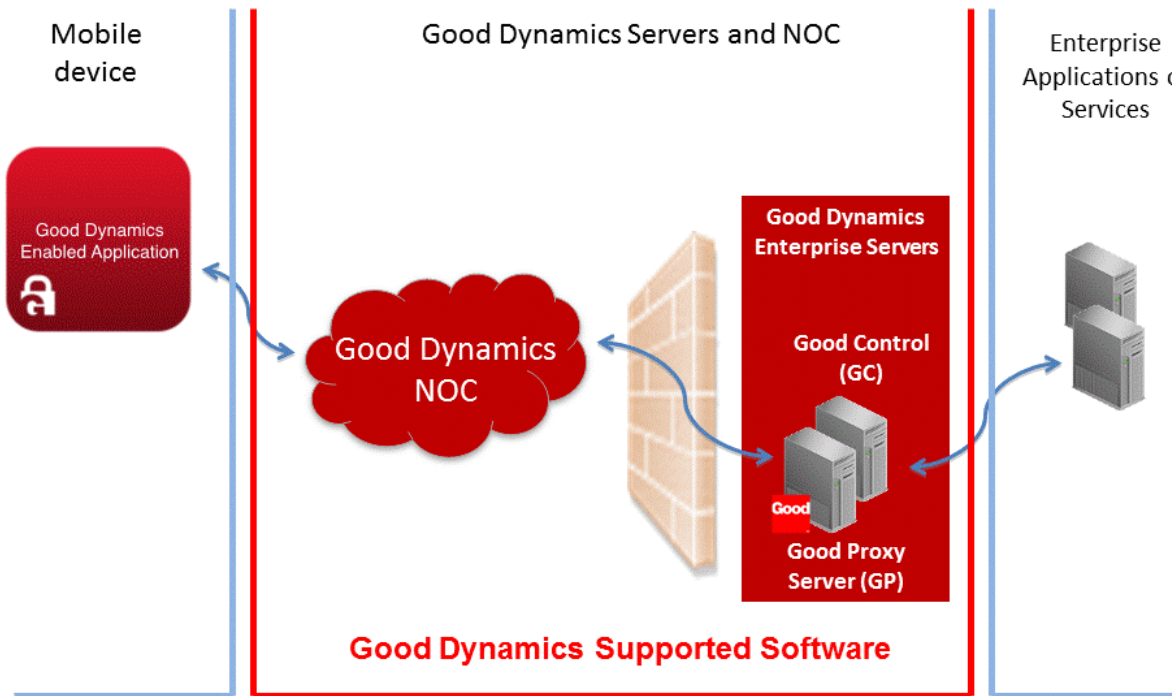 Mobile
device
Good Dynamics Servers and NOC
Enterprise
Applications
Services
Good Dynamics
Enabled Application
Good Dynamics
NOC
Good Dynamics
Enterprise Servers
Good Control
(GC)
Good
Good Proxy
Server (GP)
Good Dynamics Supported Software